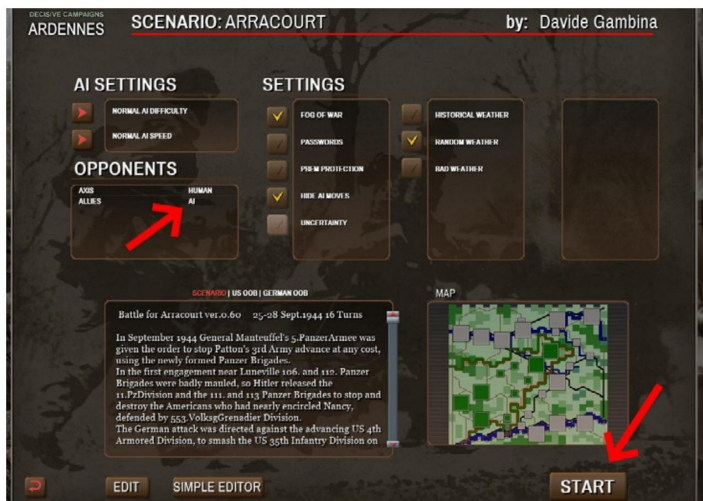 DECISIVE CAMPAIGNS
ARDENNES
SCENARIO: ARRACOURT
by: Davide Gambina
AI SETTINGS
NORMAL AI DIFFICULTY
NORMAL AI SPEED
OPPONENTS
AXIS HUMAN
ALLIES AI
SETTINGS
FOG OF WAR
PASSWORDS
PBEM PROTECTION
HIDE AI MOVES
UNCERTAINTY
HISTORICAL WEATHER
RANDOM WEATHER
BAD WEATHER
SCENARIO | US OOB | GERMAN OOB
Battle for Arracourt ver.0.60 25-28 Sept.1944 16 Turns
In September 1944 General Manteuffel's 5.PanzerArmee was
given the order to stop Patton's 3rd Army advance at any cost,
using the newly formed Panzer Brigades.
In the first engagement near Luneville 106. and 112. Panzer
Brigades were badly mauled, so Hitler released the
11.PzDivision and the 111. and 113 Panzer Brigades to stop and
destroy the Americans who had nearly encircled Nancy,
defended by 553.VolksgGrenadier Division.
The German attack was directed against the advancing US 4th
Armored Division, to smash the US 35th Infantry Division on
MAP
EDIT
SIMPLE EDITOR
START